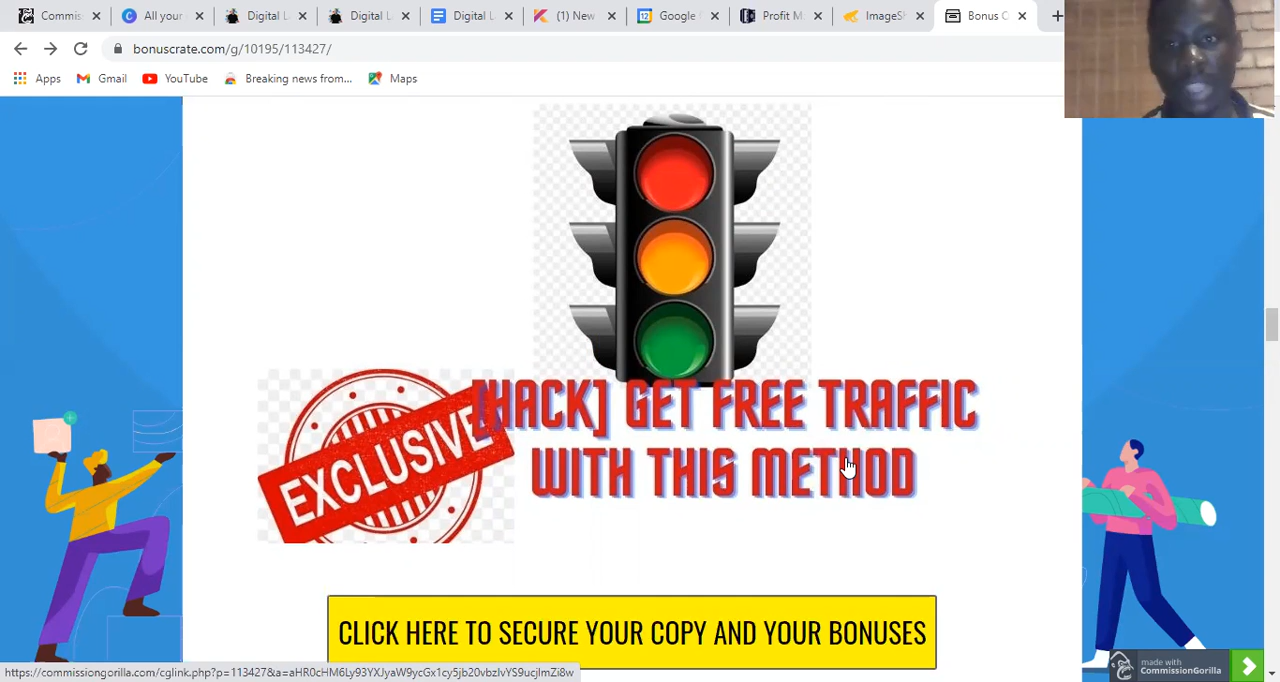 Commis
All your
Digital L
Digital L
Digital L
(1) New
12
Google
Profit M
ImageS
Bonus C
bonuscrate.com/g/10195/113427/
Apps
Gmail
YouTube
Breaking news from...
Maps
EXCLUSIVE
[HACK] GET FREE TRAFFIC
WITH THIS METHOD
CLICK HERE TO SECURE YOUR COPY AND YOUR BONUSES
made with
CommissionGorilla